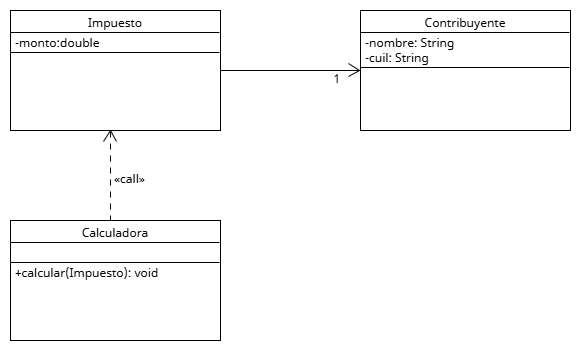 Impuesto
-monto:double
Contribuyente
-nombre: String
-cuil: String
1
«call»
Calculadora
+calcular(Impuesto): void